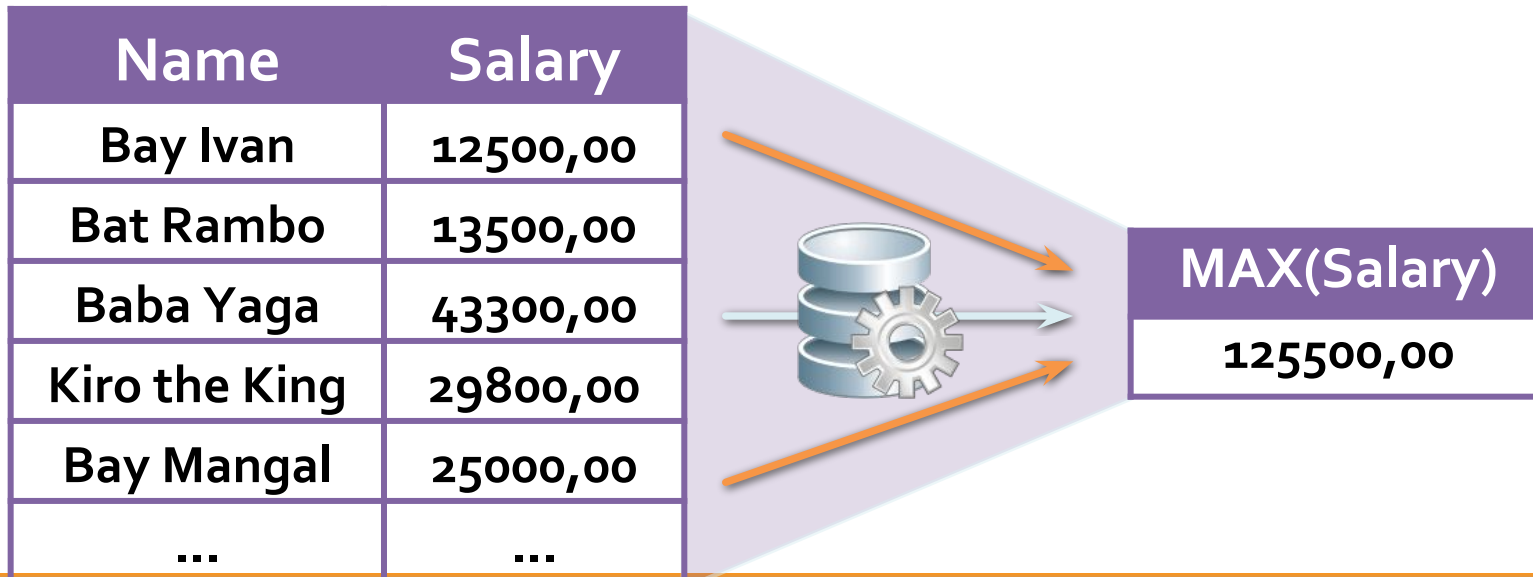 Name Salary
Bay Ivan 12500,00
Bat Rambo 13500,00
Baba Yaga 43300,00
Kiro the King 29800,00
Bay Mangal 25000,00
... ...
MAX(Salary)
125500,00